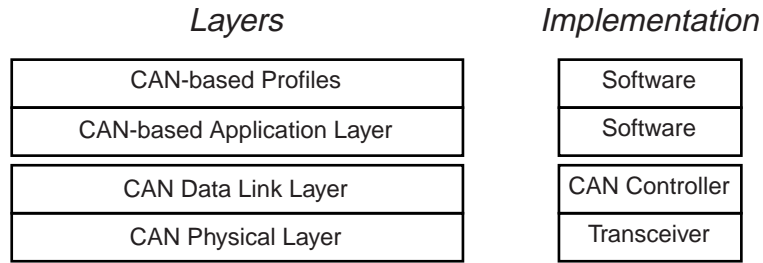 Layers Implementation
CAN-based Profiles Software
CAN-based Application Layer Software
CAN Data Link Layer CAN Controller
CAN Physical Layer Transceiver